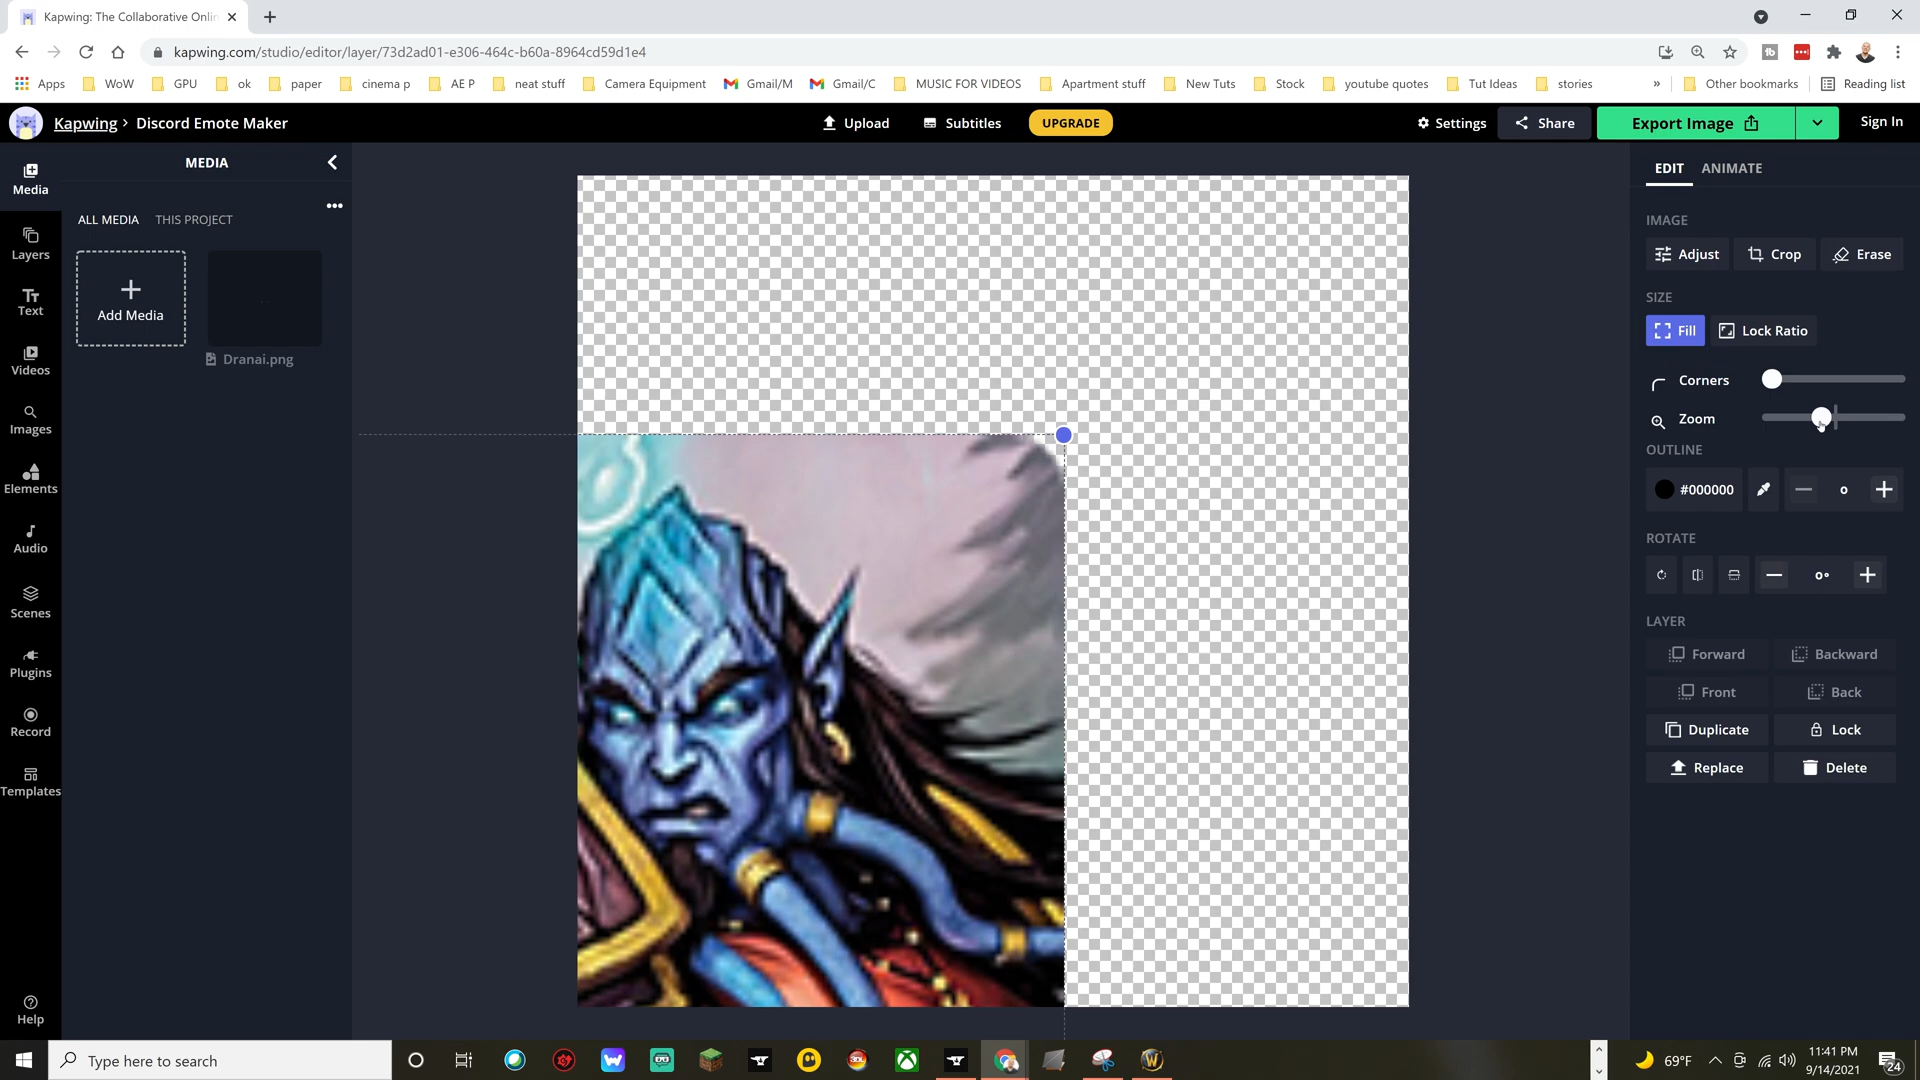 Kapwing: The Collaborative Onlin
kapwing.com/studio/editor/layer/73d2ad01-e306-464c-b60a-8964cd59d1e4
Apps WoW GPU ok paper cinema p AE P neat stuff Camera Equipment Gmail/M Gmail/C MUSIC FOR VIDEOS Apartment stuff New Tuts Stock youtube quotes Tut Ideas stories » Other bookmarks Reading list
Kapwing › Discord Emote Maker Upload Subtitles UPGRADE Settings Share Export Image Sign In
Media
Layers
Text
Videos
Images
Elements
Audio
Scenes
Plugins
Record
Templates
Help
MEDIA
ALL MEDIA THIS PROJECT
Add Media
Dranai.png
EDIT ANIMATE
IMAGE
Adjust Crop Erase
SIZE
Fill Lock Ratio
Corners
Zoom
OUTLINE
#000000 0
ROTATE
0°
LAYER
Forward Backward
Front Back
Duplicate Lock
Replace Delete
Type here to search
69°F
11:41 PM
9/14/2021
24